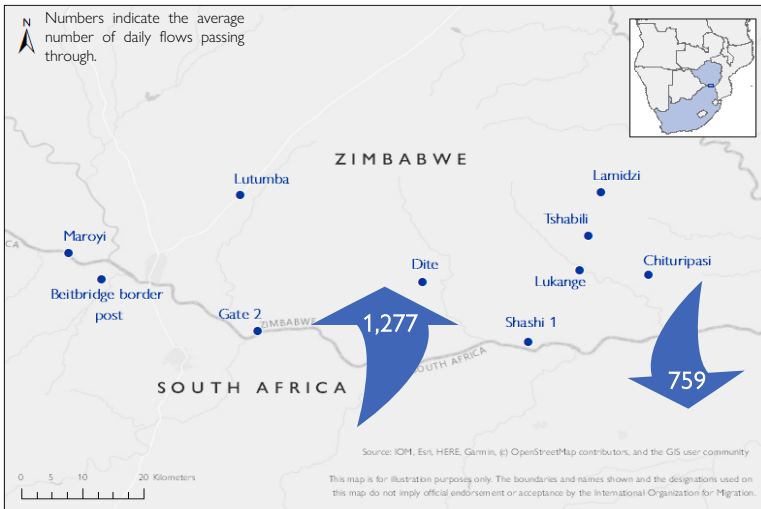 N
Numbers indicate the average
number of daily flows passing
through.
ZIMBABWE
Lutumba
Lamidzi
Tshabili
Maroyi
CA
Dite
Chituripasi
Lukange
Beitbridge border
post
Gate 2
ZIMBABWE
1,277
Shashi 1
SOUTH AFRICA
SOUTH AFRICA
759
Source: IOM, Esri, HERE, Garmin, (c) OpenStreetMap contributors, and the GIS user community
0 5 10 20 Kilometers
This map is for illustration purposes only. The boundaries and names shown and the designations used on
this map do not imply official endorsement or acceptance by the International Organization for Migration.